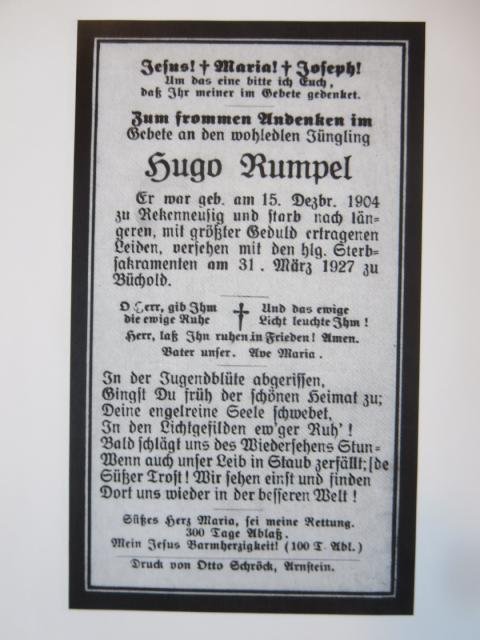 Jesus! † Maria! † Joseph!
Um das eine bitte ich Euch,
daß Ihr meiner im Gebete gedenket.
Zum frommen Andenken im
Gebete an den wohledlen Jüngling
Hugo Rumpel
Er war geb. am 15. Dezbr. 1904
zu Rekenneusig und starb nach län-
geren, mit größter Geduld ertragenen
Leiden, versehen mit den hlg. Sterb-
sakramenten am 31. März 1927 zu
Büchold.
O Herr, gib Ihm † Und das ewige
die ewige Ruhe Licht leuchte Ihm!
Herr, laß Ihn ruhen in Frieden! Amen.
Vater unser. Ave Maria.
In der Jugendblüte abgerissen,
Gingst Du früh der schönen Heimat zu;
Deine engelreine Seele schwebet,
In den Lichtgefilden ew'ger Ruh'!
Bald schlägt uns des Wiedersehens Stun-
Wenn auch unser Leib in Staub zerfällt; [de
Süßer Trost! Wir sehen einst und finden
Dort uns wieder in der besseren Welt!
Süßes Herz Maria, sei meine Rettung.
300 Tage Ablaß.
Mein Jesus Barmherzigkeit! (100 T. Abl.)
Druck von Otto Schröck, Arnstein.